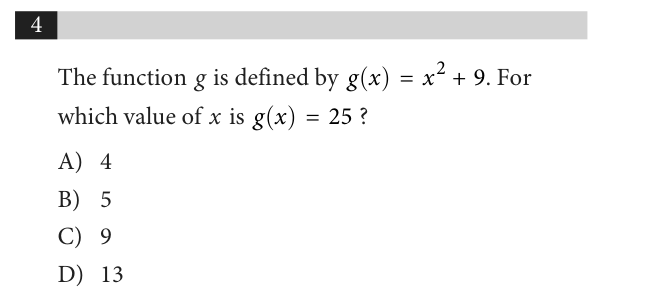 4
The function g is defined by g(x) = x² + 9. For
which value of x is g(x) = 25 ?
A) 4
B) 5
C) 9
D) 13